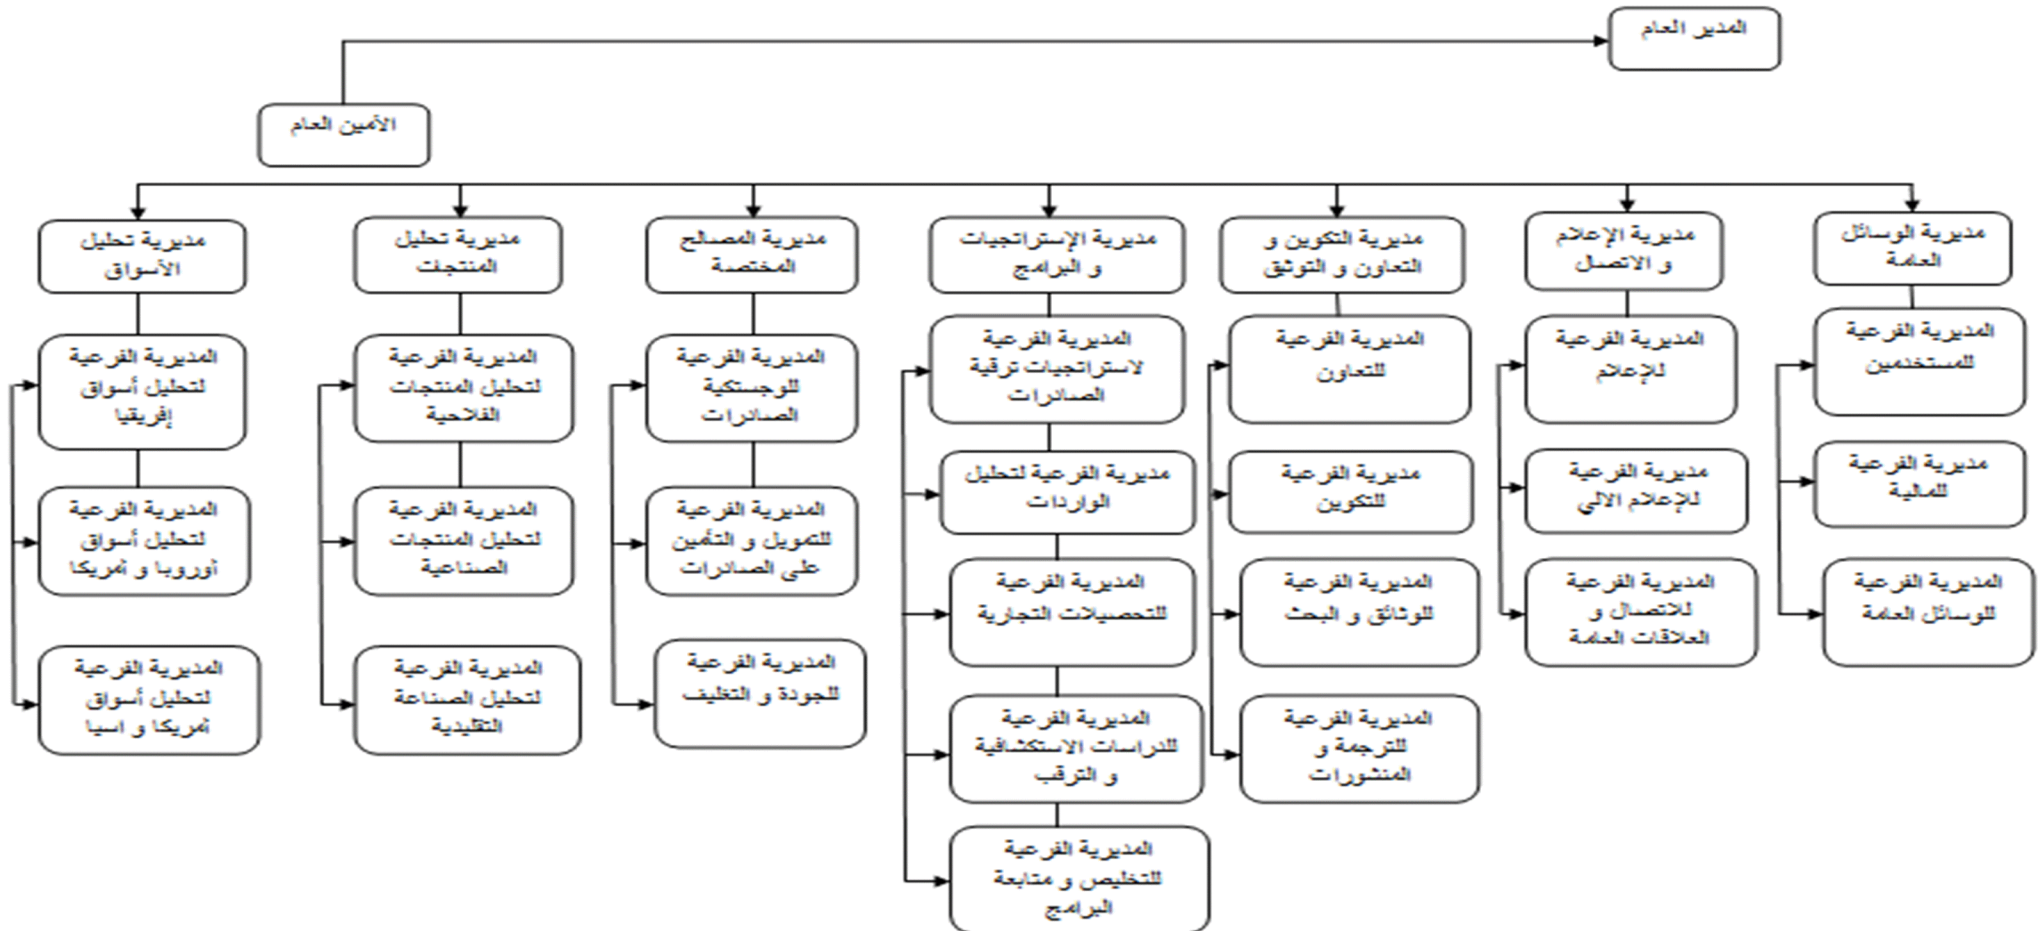 المدير العام
الأمين العام
مديرية الوسائل
العامة
مديرية الإعلام
و الاتصال
مديرية التكوين و
التعاون و التوثيق
مديرية الإستراتجيات
و البرامج
مديرية المصالح
المختصة
مديرية تحليل
المنتجات
مديرية تحليل
الأسواق
المديرية الفرعية
للمستخدمين
مديرية الفرعية
للمالية
المديرية الفرعية
للوسائل العامة
المديرية الفرعية
للإعلام
مديرية الفرعية
للإعلام الالي
المديرية الفرعية
للاتصال و
العلاقات العامة
المديرية الفرعية
للتعاون
مديرية الفرعية
للتكوين
المديرية الفرعية
للوثائق و البحث
المديرية الفرعية
للترجمة و
المنشورات
المديرية الفرعية
لاستراتجيات ترقية
الصادرات
مديرية الفرعية لتحليل
الواردات
المديرية الفرعية
للتحصيلات التجارية
المديرية الفرعية
للدراسات الاستكشافية
و الترقب
المديرية الفرعية
للتخليص و متابعة
البرامج
المديرية الفرعية
للوجستكية
الصادرات
المديرية الفرعية
للتمويل و التأمين
على الصادرات
المديرية الفرعية
للجودة و التغليف
المديرية الفرعية
لتحليل المنتجات
الفلاحية
المديرية الفرعية
لتحليل المنتجات
الصناعية
المديرية الفرعية
لتحليل الصناعة
التقليدية
المديرية الفرعية
لتحليل أسواق
إفريقيا
المديرية الفرعية
لتحليل أسواق
أوروبا و أمريكا
المديرية الفرعية
لتحليل أسواق
أمريكا و اسيا